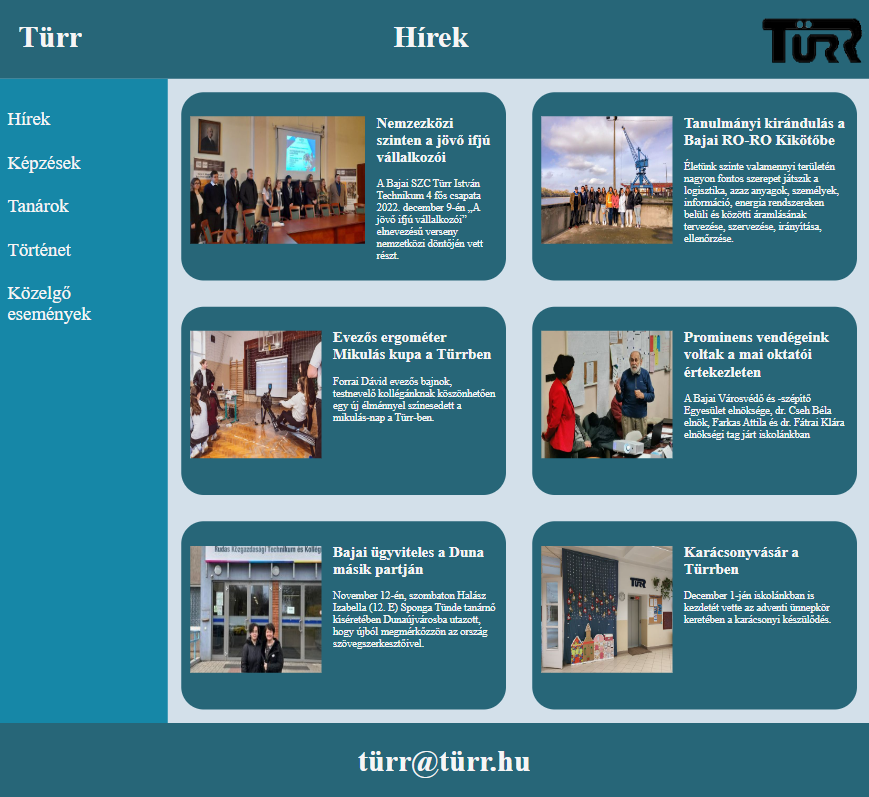 Türr
Hírek
TÜRR
Hírek
Képzések
Tanárok
Történet
Közelgő
események
Nemzezközi
szinten a jövő ifjú
vállalkozói
A Bajai SZC Türr István
Technikum 4 fős csapata
2022. december 9-én „A
jövő ifjú vállalkozói”
elnevezésű verseny
nemzetközi döntőjén vett
részt.
Tanulmányi kirándulás a
Bajai RO-RO Kikötőbe
Életünk szinte valamennyi területén
nagyon fontos szerepet játszik a
logisztika, azaz anyagok, személyek,
információ, energia rendszereken
belüli és közötti áramlásának
tervezése, szervezése, irányítása,
ellenőrzése.
Evezős ergométer
Mikulás kupa a Türrben
Forrai Dávid evezős bajnok,
testnevelő kollégánknak köszönhetően
egy új élménnyel színesedett a
mikulás-nap a Türr-ben.
Prominens vendégeink
voltak a mai oktatói
értekezleten
A Bajai Városvédő és -szépítő
Egyesület elnöksége, dr. Cseh Béla
elnök, Farkas Attila és dr. Fátrai Klára
elnökségi tag járt iskolánkban
Rudas Közgazdasági Technikum és Kollég
Bajai ügyviteles a Duna
másik partján
November 12-én, szombaton Halász
Izabella (12. E) Sponga Tünde tanárnő
kíséretében Dunaújvárosba utazott,
hogy újból megmérkőzzön az ország
szövegszerkesztőivel.
TÜRR
Karácsonyvásár a
Türrben
December 1-jén iskolánkban is
kezdetét vette az adventi ünnepkör
keretében a karácsonyi készülődés.
türr@türr.hu